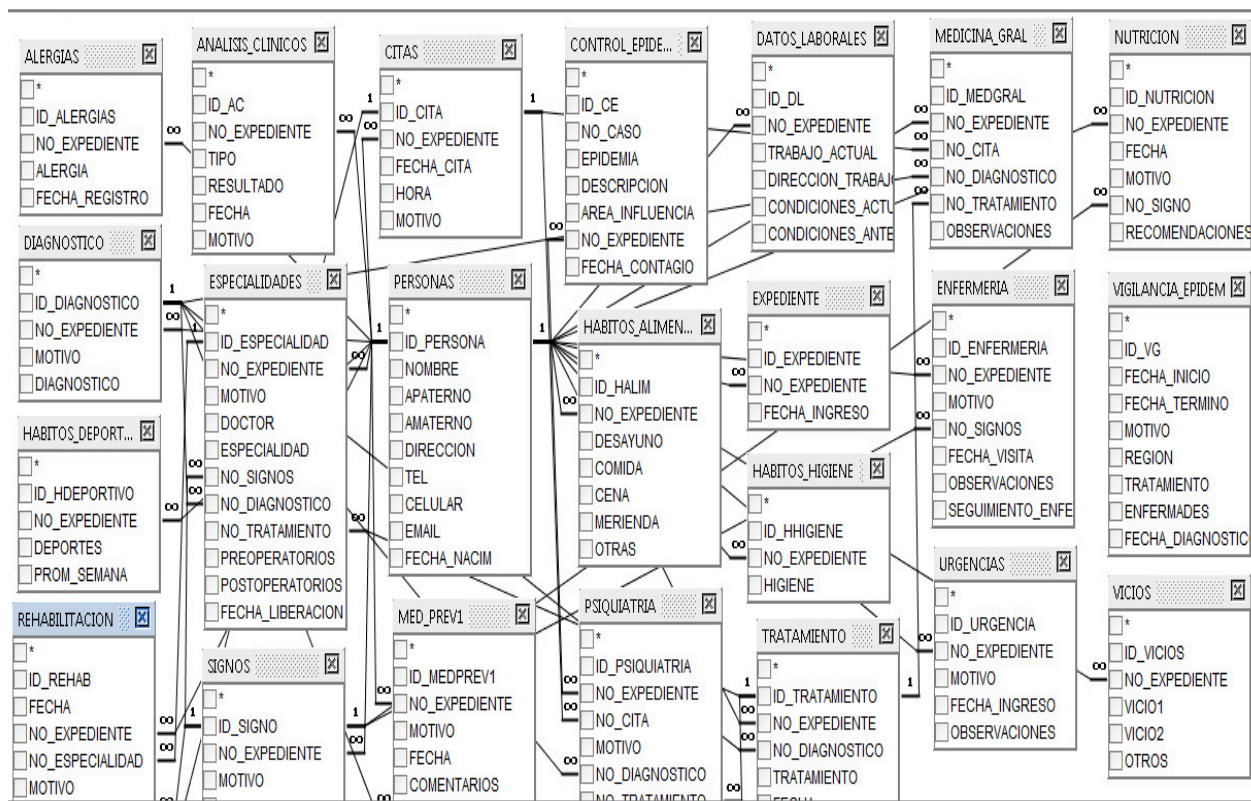 ALERGIAS
*
ID_ALERGIAS
NO_EXPEDIENTE
ALERGIA
FECHA_REGISTRO
ANALISIS_CLINICOS
*
ID_AC
NO_EXPEDIENTE
TIPO
RESULTADO
FECHA
MOTIVO
CITAS
*
ID_CITA
NO_EXPEDIENTE
FECHA_CITA
HORA
MOTIVO
CONTROL_EPIDE...
*
ID_CE
NO_CASO
EPIDEMIA
DESCRIPCION
AREA_INFLUENCIA
NO_EXPEDIENTE
FECHA_CONTAGIO
DATOS_LABORALES
*
ID_DL
NO_EXPEDIENTE
TRABAJO_ACTUAL
DIRECCION_TRABAJ
CONDICIONES_ACTU
CONDICIONES_ANTE
MEDICINA_GRAL
*
ID_MEDGRAL
NO_EXPEDIENTE
NO_CITA
NO_DIAGNOSTICO
NO_TRATAMIENTO
OBSERVACIONES
NUTRICION
*
ID_NUTRICION
NO_EXPEDIENTE
FECHA
MOTIVO
NO_SIGNO
RECOMENDACIONES
DIAGNOSTICO
*
ID_DIAGNOSTICO
NO_EXPEDIENTE
MOTIVO
DIAGNOSTICO
ESPECIALIDADES
*
ID_ESPECIALIDAD
NO_EXPEDIENTE
MOTIVO
DOCTOR
ESPECIALIDAD
NO_SIGNOS
NO_DIAGNOSTICO
NO_TRATAMIENTO
PREOPERATORIOS
POSTOPERATORIOS
FECHA_LIBERACION
PERSONAS
*
ID_PERSONA
NOMBRE
APATERNO
AMATERNO
DIRECCION
TEL
CELULAR
EMAIL
FECHA_NACIM
HABITOS_ALIMEN...
*
ID_HALIM
NO_EXPEDIENTE
DESAYUNO
COMIDA
CENA
MERIENDA
OTRAS
EXPEDIENTE
*
ID_EXPEDIENTE
NO_EXPEDIENTE
FECHA_INGRESO
ENFERMERIA
*
ID_ENFERMERIA
NO_EXPEDIENTE
MOTIVO
NO_SIGNOS
FECHA_VISITA
OBSERVACIONES
SEGUIMIENTO_ENFE
VIGILANCIA_EPIDEM
*
ID_VG
FECHA_INICIO
FECHA_TERMINO
MOTIVO
REGION
TRATAMIENTO
ENFERMADES
FECHA_DIAGNOSTIC
HABITOS_DEPORT...
*
ID_HDEPORTIVO
NO_EXPEDIENTE
DEPORTES
PROM_SEMANA
HABITOS_HIGIENE
*
ID_HHIGIENE
NO_EXPEDIENTE
HIGIENE
REHABILITACION
*
ID_REHAB
FECHA
NO_EXPEDIENTE
NO_ESPECIALIDAD
MOTIVO
SIGNOS
*
ID_SIGNO
NO_EXPEDIENTE
MOTIVO
MED_PREV1
*
ID_MEDPREV1
NO_EXPEDIENTE
MOTIVO
FECHA
COMENTARIOS
PSIQUIATRIA
*
ID_PSIQUIATRIA
NO_EXPEDIENTE
NO_CITA
MOTIVO
NO_DIAGNOSTICO
NO_TRATAMIENTO
TRATAMIENTO
*
ID_TRATAMIENTO
NO_EXPEDIENTE
NO_DIAGNOSTICO
TRATAMIENTO
FECHA
URGENCIAS
*
ID_URGENCIA
NO_EXPEDIENTE
MOTIVO
FECHA_INGRESO
OBSERVACIONES
VICIOS
*
ID_VICIOS
NO_EXPEDIENTE
VICIO1
VICIO2
OTROS